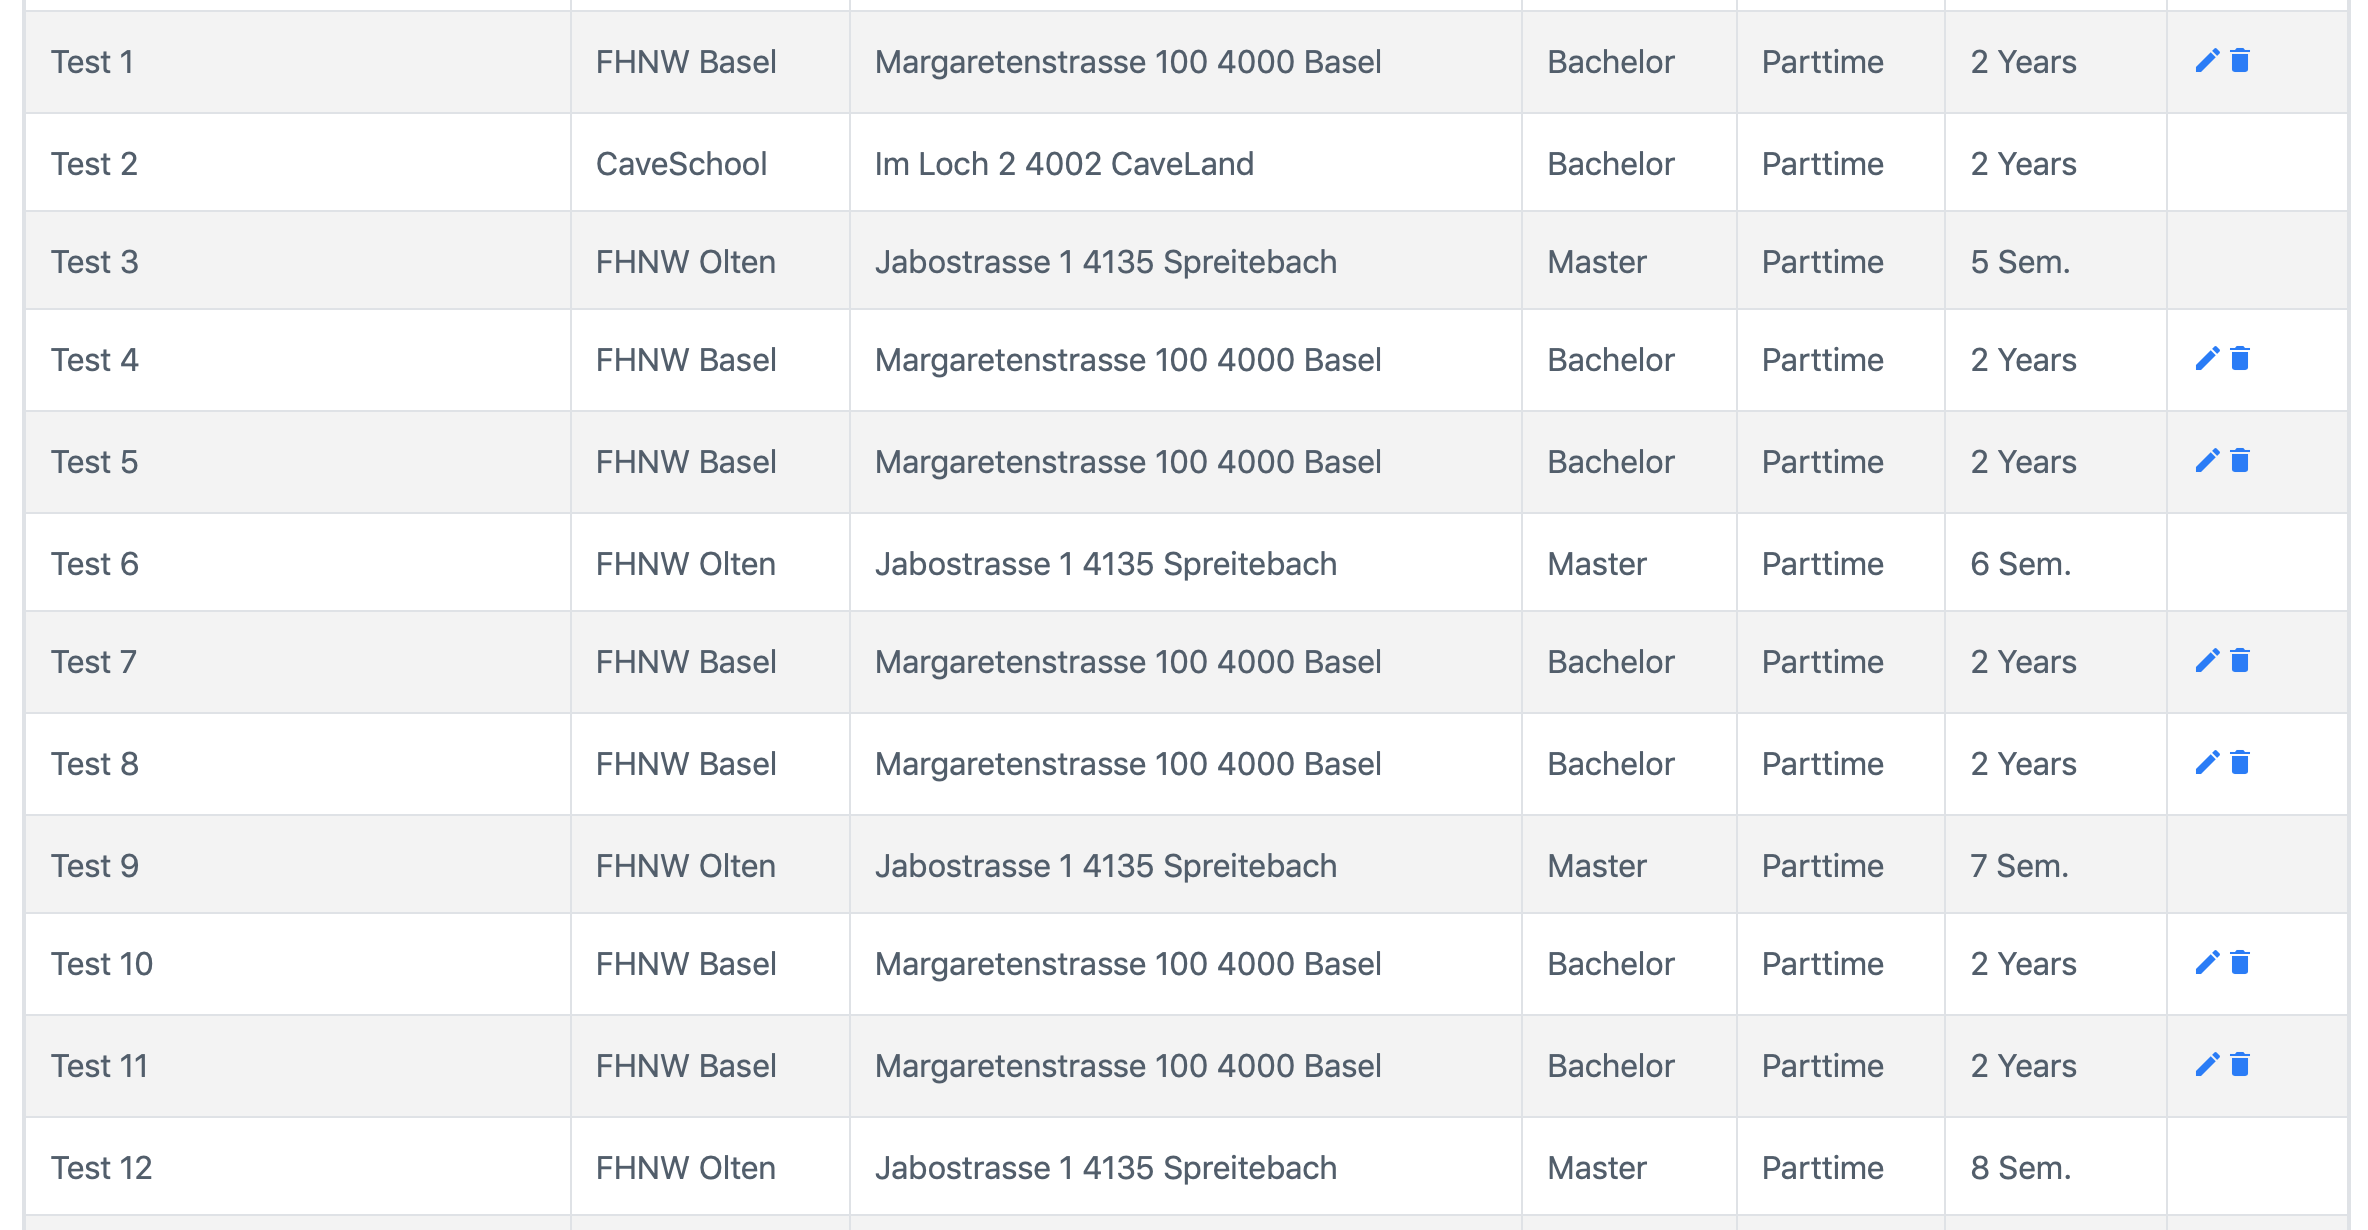 Test 1 FHNW Basel Margaretenstrasse 100 4000 Basel Bachelor Parttime 2 Years
Test 2 CaveSchool Im Loch 2 4002 CaveLand Bachelor Parttime 2 Years
Test 3 FHNW Olten Jabostrasse 1 4135 Spreitebach Master Parttime 5 Sem.
Test 4 FHNW Basel Margaretenstrasse 100 4000 Basel Bachelor Parttime 2 Years
Test 5 FHNW Basel Margaretenstrasse 100 4000 Basel Bachelor Parttime 2 Years
Test 6 FHNW Olten Jabostrasse 1 4135 Spreitebach Master Parttime 6 Sem.
Test 7 FHNW Basel Margaretenstrasse 100 4000 Basel Bachelor Parttime 2 Years
Test 8 FHNW Basel Margaretenstrasse 100 4000 Basel Bachelor Parttime 2 Years
Test 9 FHNW Olten Jabostrasse 1 4135 Spreitebach Master Parttime 7 Sem.
Test 10 FHNW Basel Margaretenstrasse 100 4000 Basel Bachelor Parttime 2 Years
Test 11 FHNW Basel Margaretenstrasse 100 4000 Basel Bachelor Parttime 2 Years
Test 12 FHNW Olten Jabostrasse 1 4135 Spreitebach Master Parttime 8 Sem.